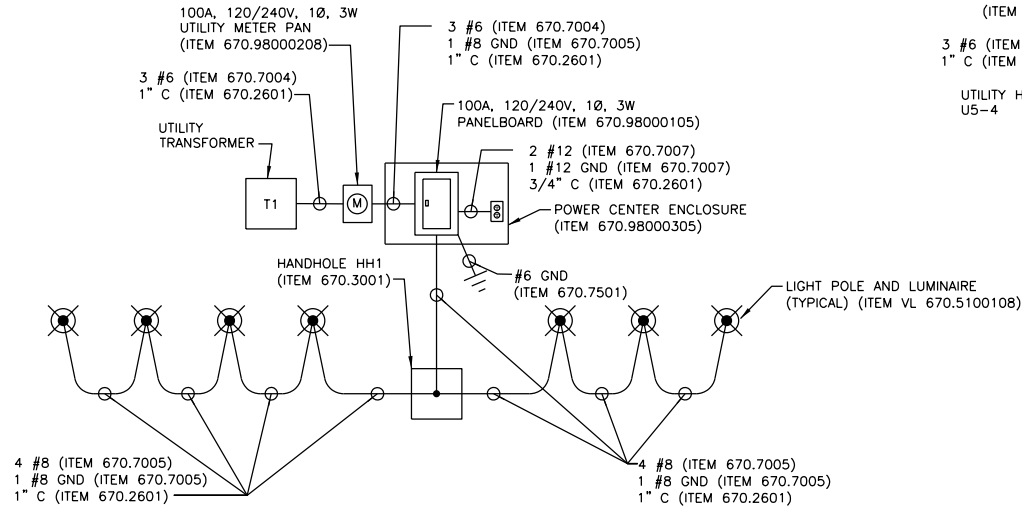 100A, 120/240V, 1Ø, 3W
UTILITY METER PAN
(ITEM 670.98000208)
3 #6 (ITEM 670.7004)
1 #8 GND (ITEM 670.7005)
1" C (ITEM 670.2601)
(ITEM
3 #6 (ITEM
1" C (ITEM
UTILITY H
U5-4
3 #6 (ITEM 670.7004)
1" C (ITEM 670.2601)
100A, 120/240V, 1Ø, 3W
PANELBOARD (ITEM 670.98000105)
UTILITY
TRANSFORMER
2 #12 (ITEM 670.7007)
1 #12 GND (ITEM 670.7007)
3/4" C (ITEM 670.2601)
T1
M
POWER CENTER ENCLOSURE
(ITEM 670.98000305)
HANDHOLE HH1
(ITEM 670.3001)
#6 GND
(ITEM 670.7501)
LIGHT POLE AND LUMINAIRE
(TYPICAL) (ITEM VL 670.5100108)
4 #8 (ITEM 670.7005)
1 #8 GND (ITEM 670.7005)
1" C (ITEM 670.2601)
4 #8 (ITEM 670.7005)
1 #8 GND (ITEM 670.7005)
1" C (ITEM 670.2601)